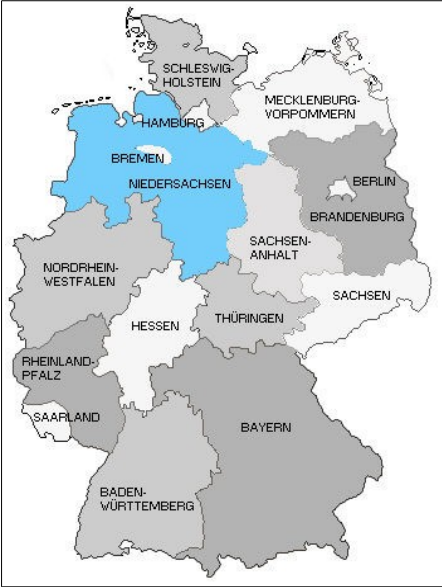 SCHLESWIG-
HOLSTEIN
MECKLENBURG-
VORPOMMERN
HAMBURG
BREMEN
NIEDERSACHSEN
BERLIN
BRANDENBURG
SACHSEN-
ANHALT
NORDRHEIN-
WESTFALEN
SACHSEN
THÜRINGEN
HESSEN
RHEINLAND-
PFALZ
SAARLAND
BAYERN
BADEN-
WÜRTTEMBERG